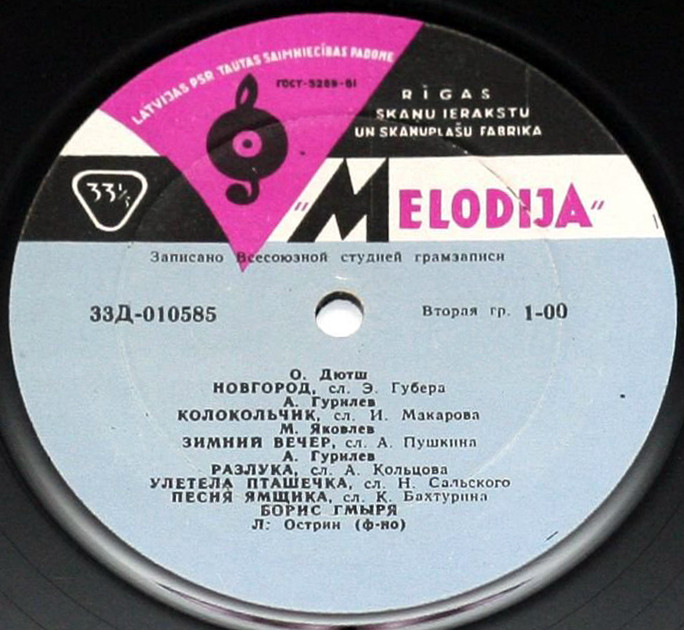 LATVIJAS PSR TAUTAS SAIMNIECĪBAS PADOME
ГОСТ-5289-61
RĪGAS
SKAŅU IERAKSTU
UN SKAŅUPLAŠU FABRIKA
33⅓
"MELODIJA"
Записано Всесоюзной студией грамзаписи
33Д-010585
Вторая гр. 1-00
О. Дютш
НОВГОРОД, сл. Э. Губера
А. Гурилев
КОЛОКОЛЬЧИК, сл. И. Макарова
М. Яковлев
ЗИМНИЙ ВЕЧЕР, сл. А. Пушкина
А. Гурилев
РАЗЛУКА, сл. А. Кольцова
УЛЕТЕЛА ПТАШЕЧКА, сл. Н. Сальского
ПЕСНЯ ЯМЩИКА, сл. К. Бахтурина
БОРИС ГМЫРЯ
Л: Острин (ф-но)